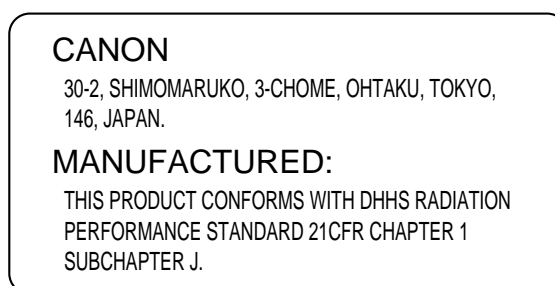 CANON
30-2, SHIMOMARUKO, 3-CHOME, OHTAKU, TOKYO,
146, JAPAN.
MANUFACTURED:
THIS PRODUCT CONFORMS WITH DHHS RADIATION
PERFORMANCE STANDARD 21CFR CHAPTER 1
SUBCHAPTER J.